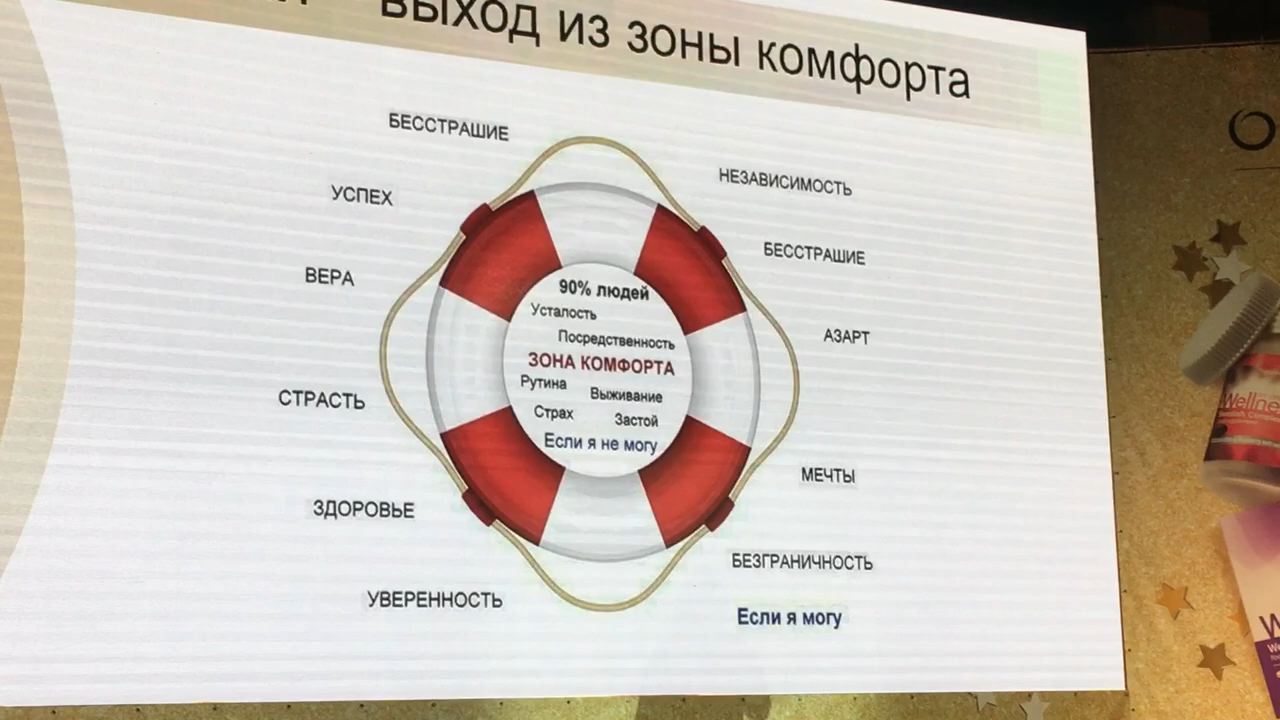 выход из зоны комфорта
БЕССТРАШИЕ
НЕЗАВИСИМОСТЬ
УСПЕХ
БЕССТРАШИЕ
ВЕРА
АЗАРТ
90% людей
Усталость
Посредственность
ЗОНА КОМФОРТА
Рутина Выживание
Страх Застой
Если я не могу
СТРАСТЬ
МЕЧТЫ
ЗДОРОВЬЕ
БЕЗГРАНИЧНОСТЬ
УВЕРЕННОСТЬ
Если я могу
Wellne